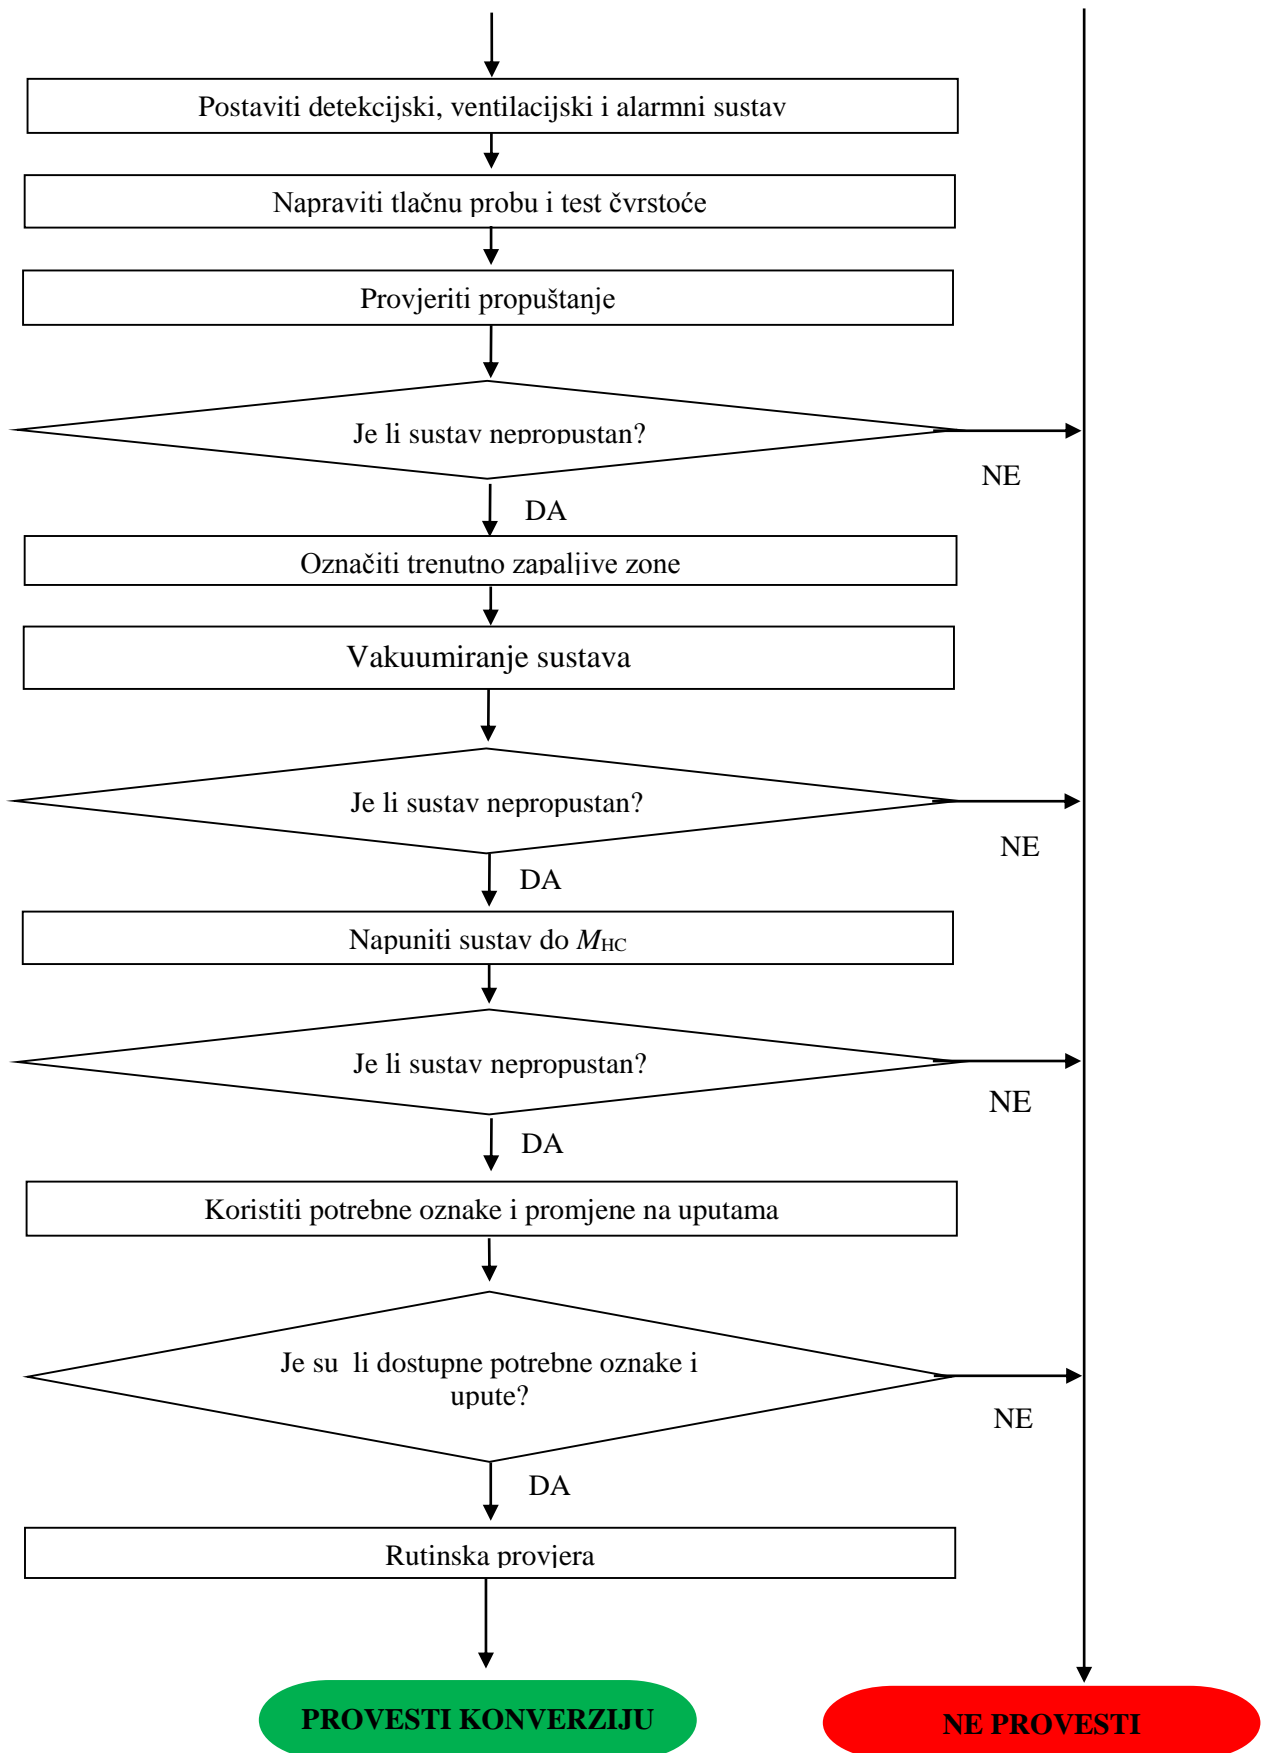 Postaviti detekcijski, ventilacijski i alarmni sustav
Napraviti tlačnu probu i test čvrstoće
Provjeriti propuštanje
Je li sustav nepropustan?
NE
DA
Označiti trenutno zapaljive zone
Vakuumiranje sustava
Je li sustav nepropustan?
NE
DA
Napuniti sustav do MHC
Je li sustav nepropustan?
NE
DA
Koristiti potrebne oznake i promjene na uputama
Je su li dostupne potrebne oznake i
upute?
NE
DA
Rutinska provjera
PROVESTI KONVERZIJU
NE PROVESTI